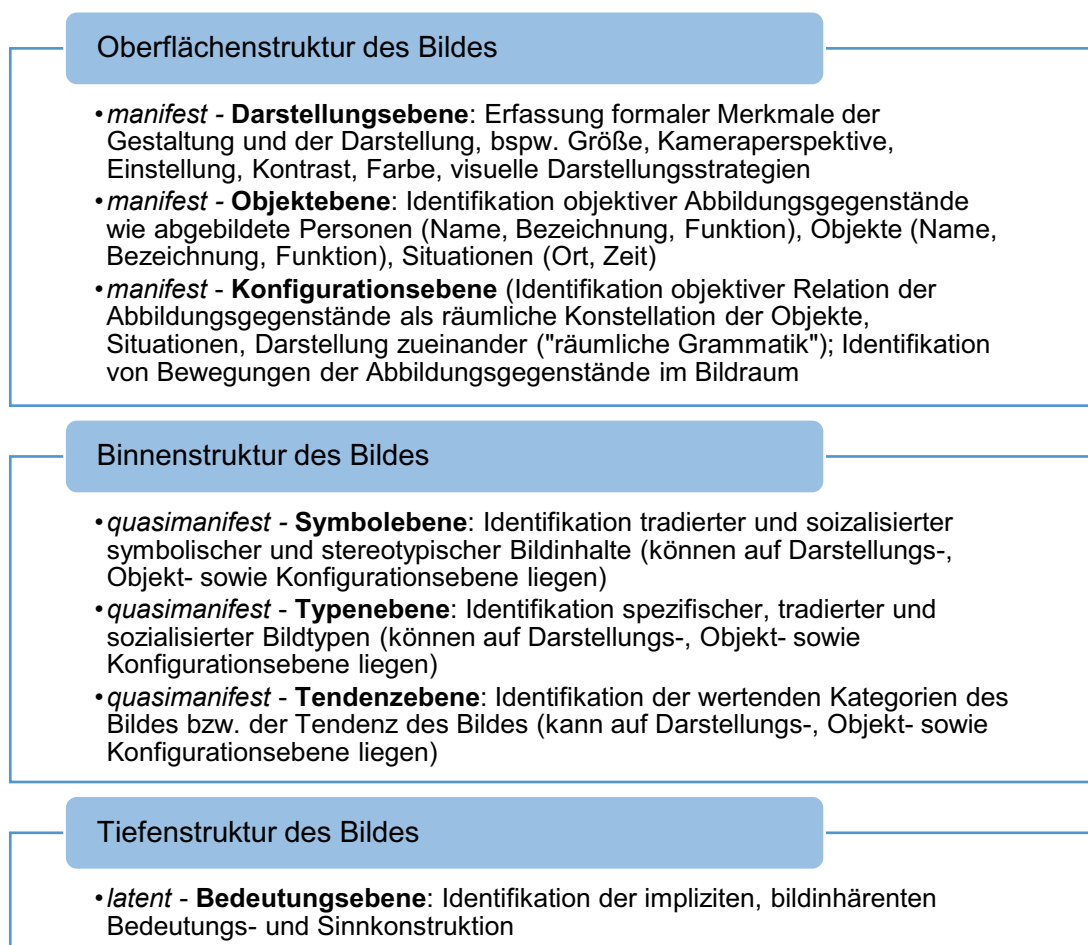 Oberflächenstruktur des Bildes
•manifest - Darstellungsebene: Erfassung formaler Merkmale der
Gestaltung und der Darstellung, bspw. Größe, Kameraperspektive,
Einstellung, Kontrast, Farbe, visuelle Darstellungsstrategien
•manifest - Objektebene: Identifikation objektiver Abbildungsgegenstände
wie abgebildete Personen (Name, Bezeichnung, Funktion), Objekte (Name,
Bezeichnung, Funktion), Situationen (Ort, Zeit)
•manifest - Konfigurationsebene (Identifikation objektiver Relation der
Abbildungsgegenstände als räumliche Konstellation der Objekte,
Situationen, Darstellung zueinander ("räumliche Grammatik"); Identifikation
von Bewegungen der Abbildungsgegenstände im Bildraum
Binnenstruktur des Bildes
•quasimanifest - Symbolebene: Identifikation tradierter und soizalisierter
symbolischer und stereotypischer Bildinhalte (können auf Darstellungs-,
Objekt- sowie Konfigurationsebene liegen)
•quasimanifest - Typenebene: Identifikation spezifischer, tradierter und
sozialisierter Bildtypen (können auf Darstellungs-, Objekt- sowie
Konfigurationsebene liegen)
•quasimanifest - Tendenzebene: Identifikation der wertenden Kategorien des
Bildes bzw. der Tendenz des Bildes (kann auf Darstellungs-, Objekt- sowie
Konfigurationsebene liegen)
Tiefenstruktur des Bildes
•latent - Bedeutungsebene: Identifikation der impliziten, bildinhärenten
Bedeutungs- und Sinnkonstruktion